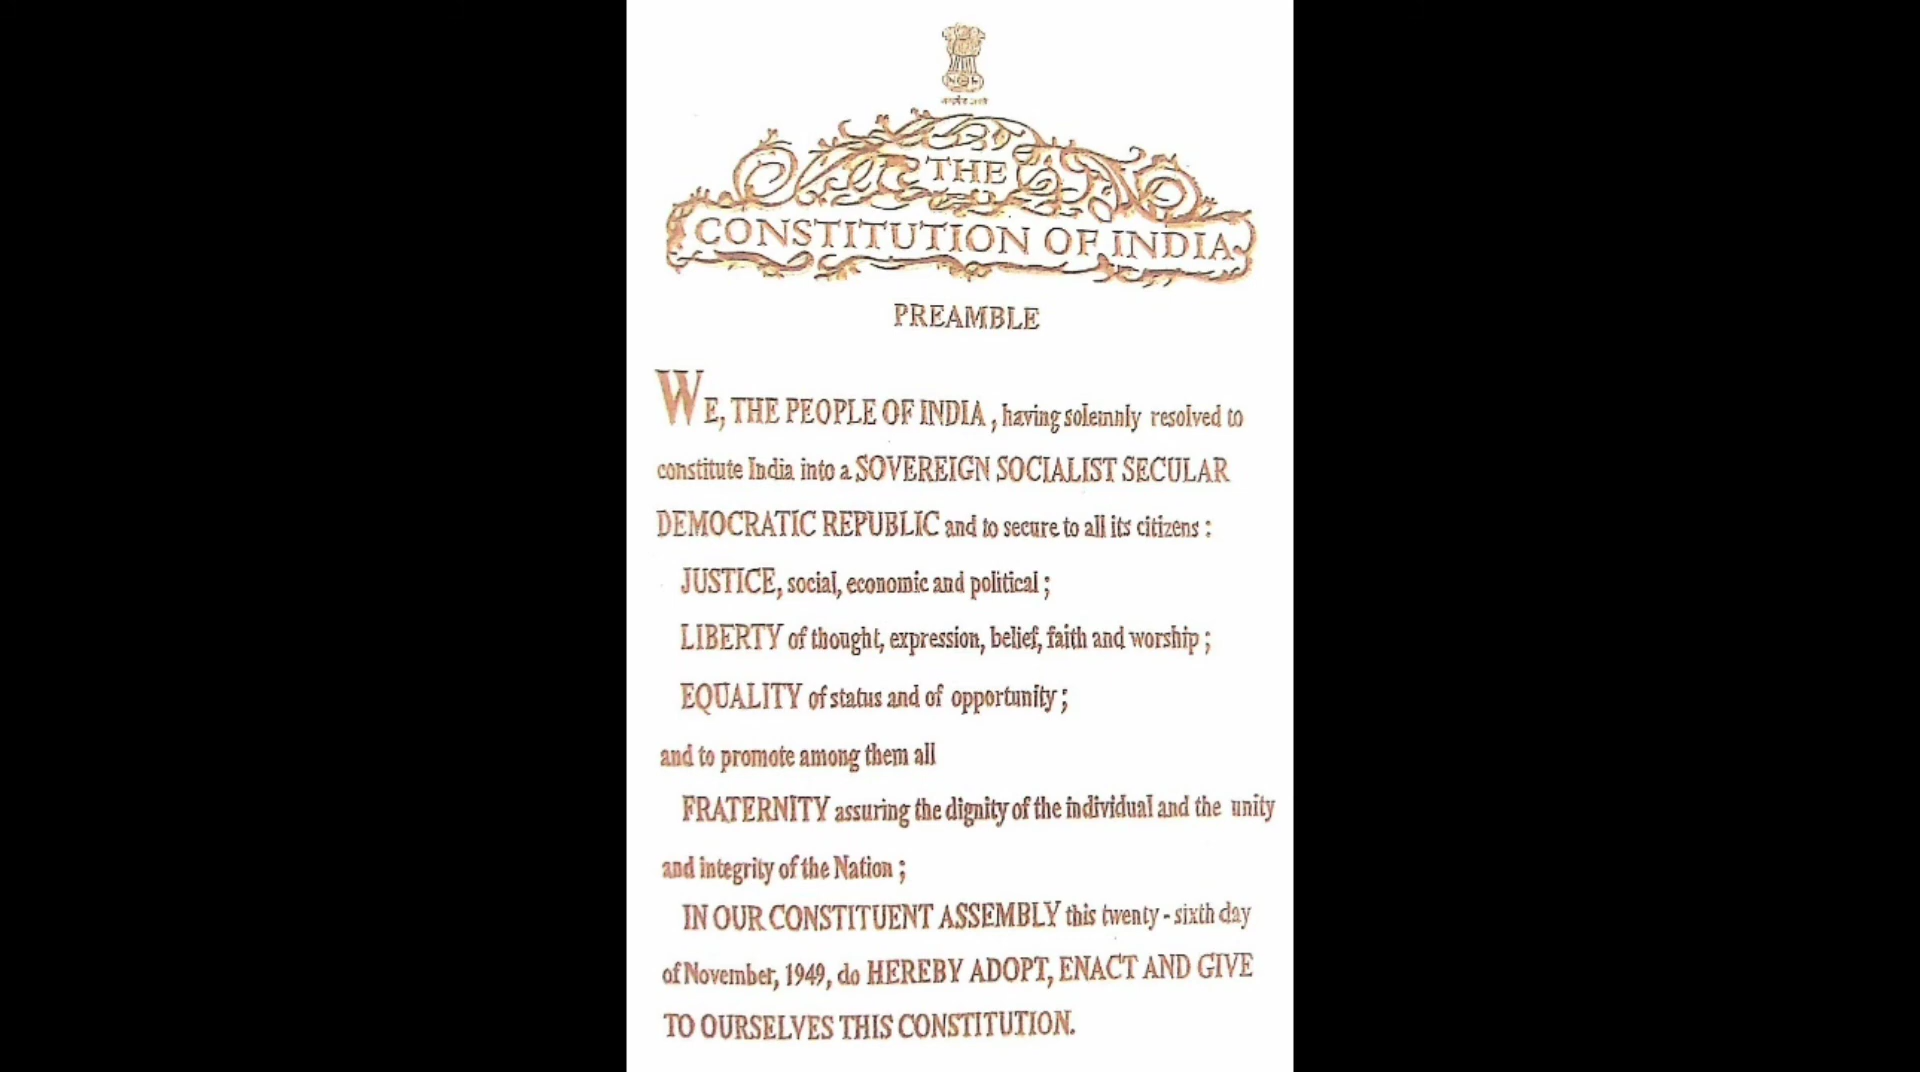 THE
CONSTITUTION OF INDIA
PREAMBLE
WE, THE PEOPLE OF INDIA, having solemnly resolved to
constitute India into a SOVEREIGN SOCIALIST SECULAR
DEMOCRATIC REPUBLIC and to secure to all its citizens :
JUSTICE, social, economic and political ;
LIBERTY of thought, expression, belief, faith and worship ;
EQUALITY of status and of opportunity ;
and to promote among them all
FRATERNITY assuring the dignity of the individual and the unity
and integrity of the Nation ;
IN OUR CONSTITUENT ASSEMBLY this twenty - sixth day
of November, 1949, do HEREBY ADOPT, ENACT AND GIVE
TO OURSELVES THIS CONSTITUTION.